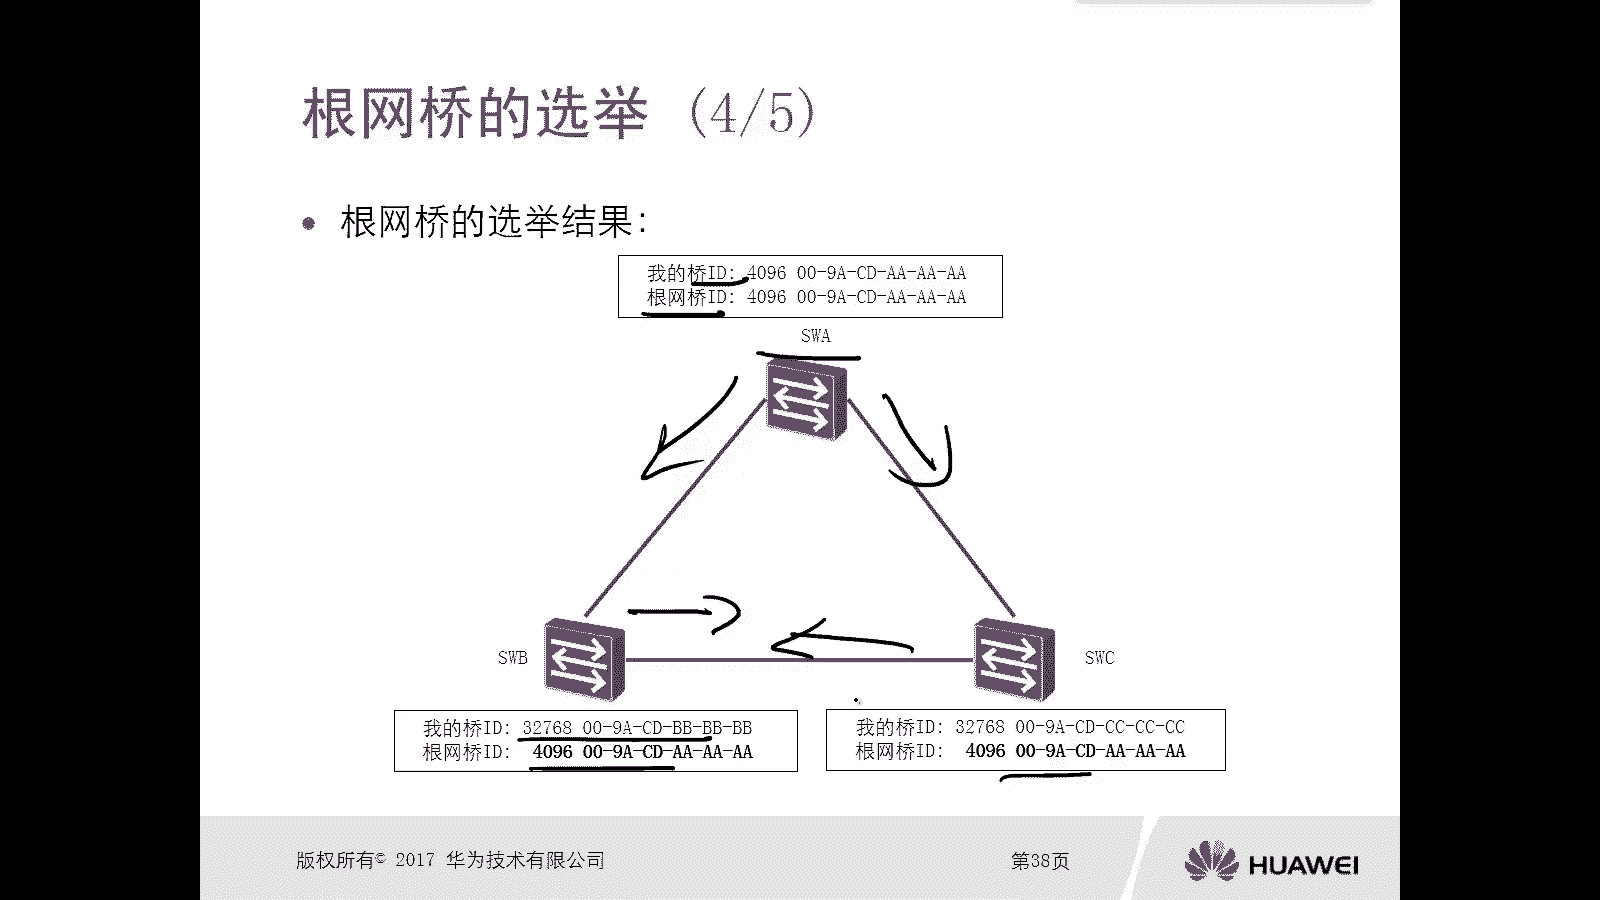 根网桥的选举 (4/5)
根网桥的选举结果:
我的桥ID: 4096 00-9A-CD-AA-AA-AA
根网桥ID: 4096 00-9A-CD-AA-AA-AA
SWA
SWB
SWC
我的桥ID: 32768 00-9A-CD-BB-BB-BB
根网桥ID: 4096 00-9A-CD-AA-AA-AA
我的桥ID: 32768 00-9A-CD-CC-CC-CC
根网桥ID: 4096 00-9A-CD-AA-AA-AA
版权所有© 2017 华为技术有限公司
第38页
HUAWEI